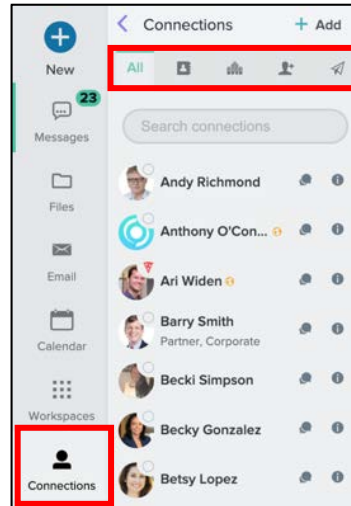 New
23
Messages
Files
Email
Calendar
Workspaces
Connections
Connections
+ Add
All
Search connections
Andy Richmond
Anthony O'Con...
Ari Widen
Barry Smith
Partner, Corporate
Becki Simpson
Becky Gonzalez
Betsy Lopez